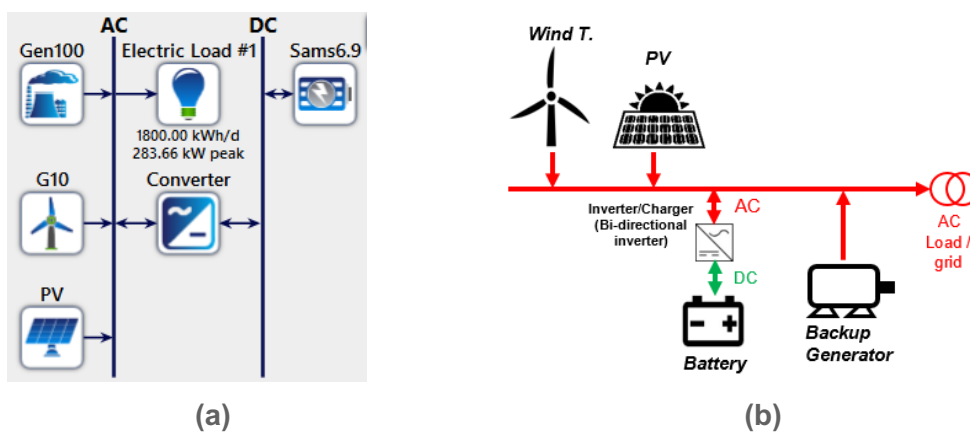 AC
DC
Gen100
Electric Load #1
Sams6.9
1800.00 kWh/d
283.66 kW peak
G10
Converter
PV
(a)
Wind T.
PV
Inverter/Charger
(Bi-directional
inverter)
AC
DC
Battery
Backup
Generator
AC
Load /
grid
(b)